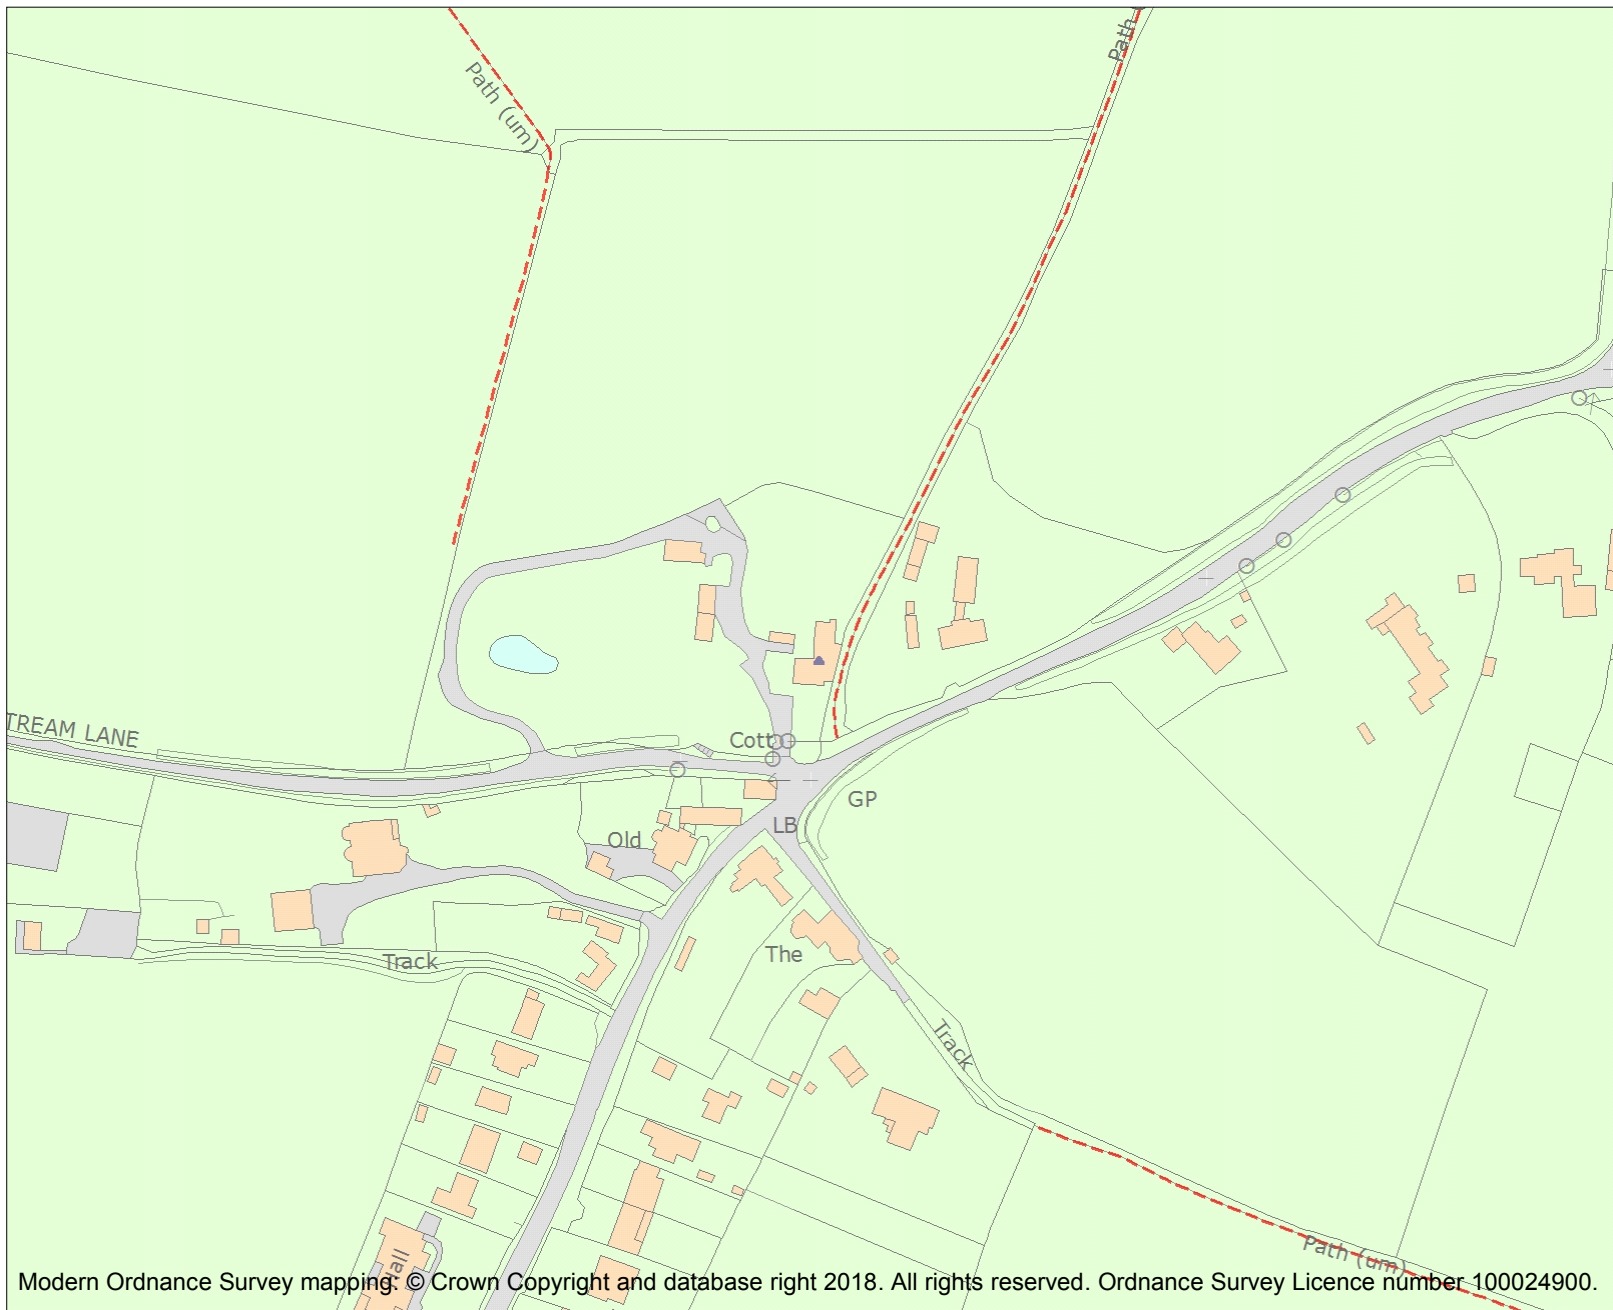 Path (um)
Path (
TREAM LANE
Cott
GP
LB
Old
The
Track
Track
Path (um)
Hall
Modern Ordnance Survey mapping: © Crown Copyright and database right 2018. All rights reserved. Ordnance Survey Licence number 100024900.